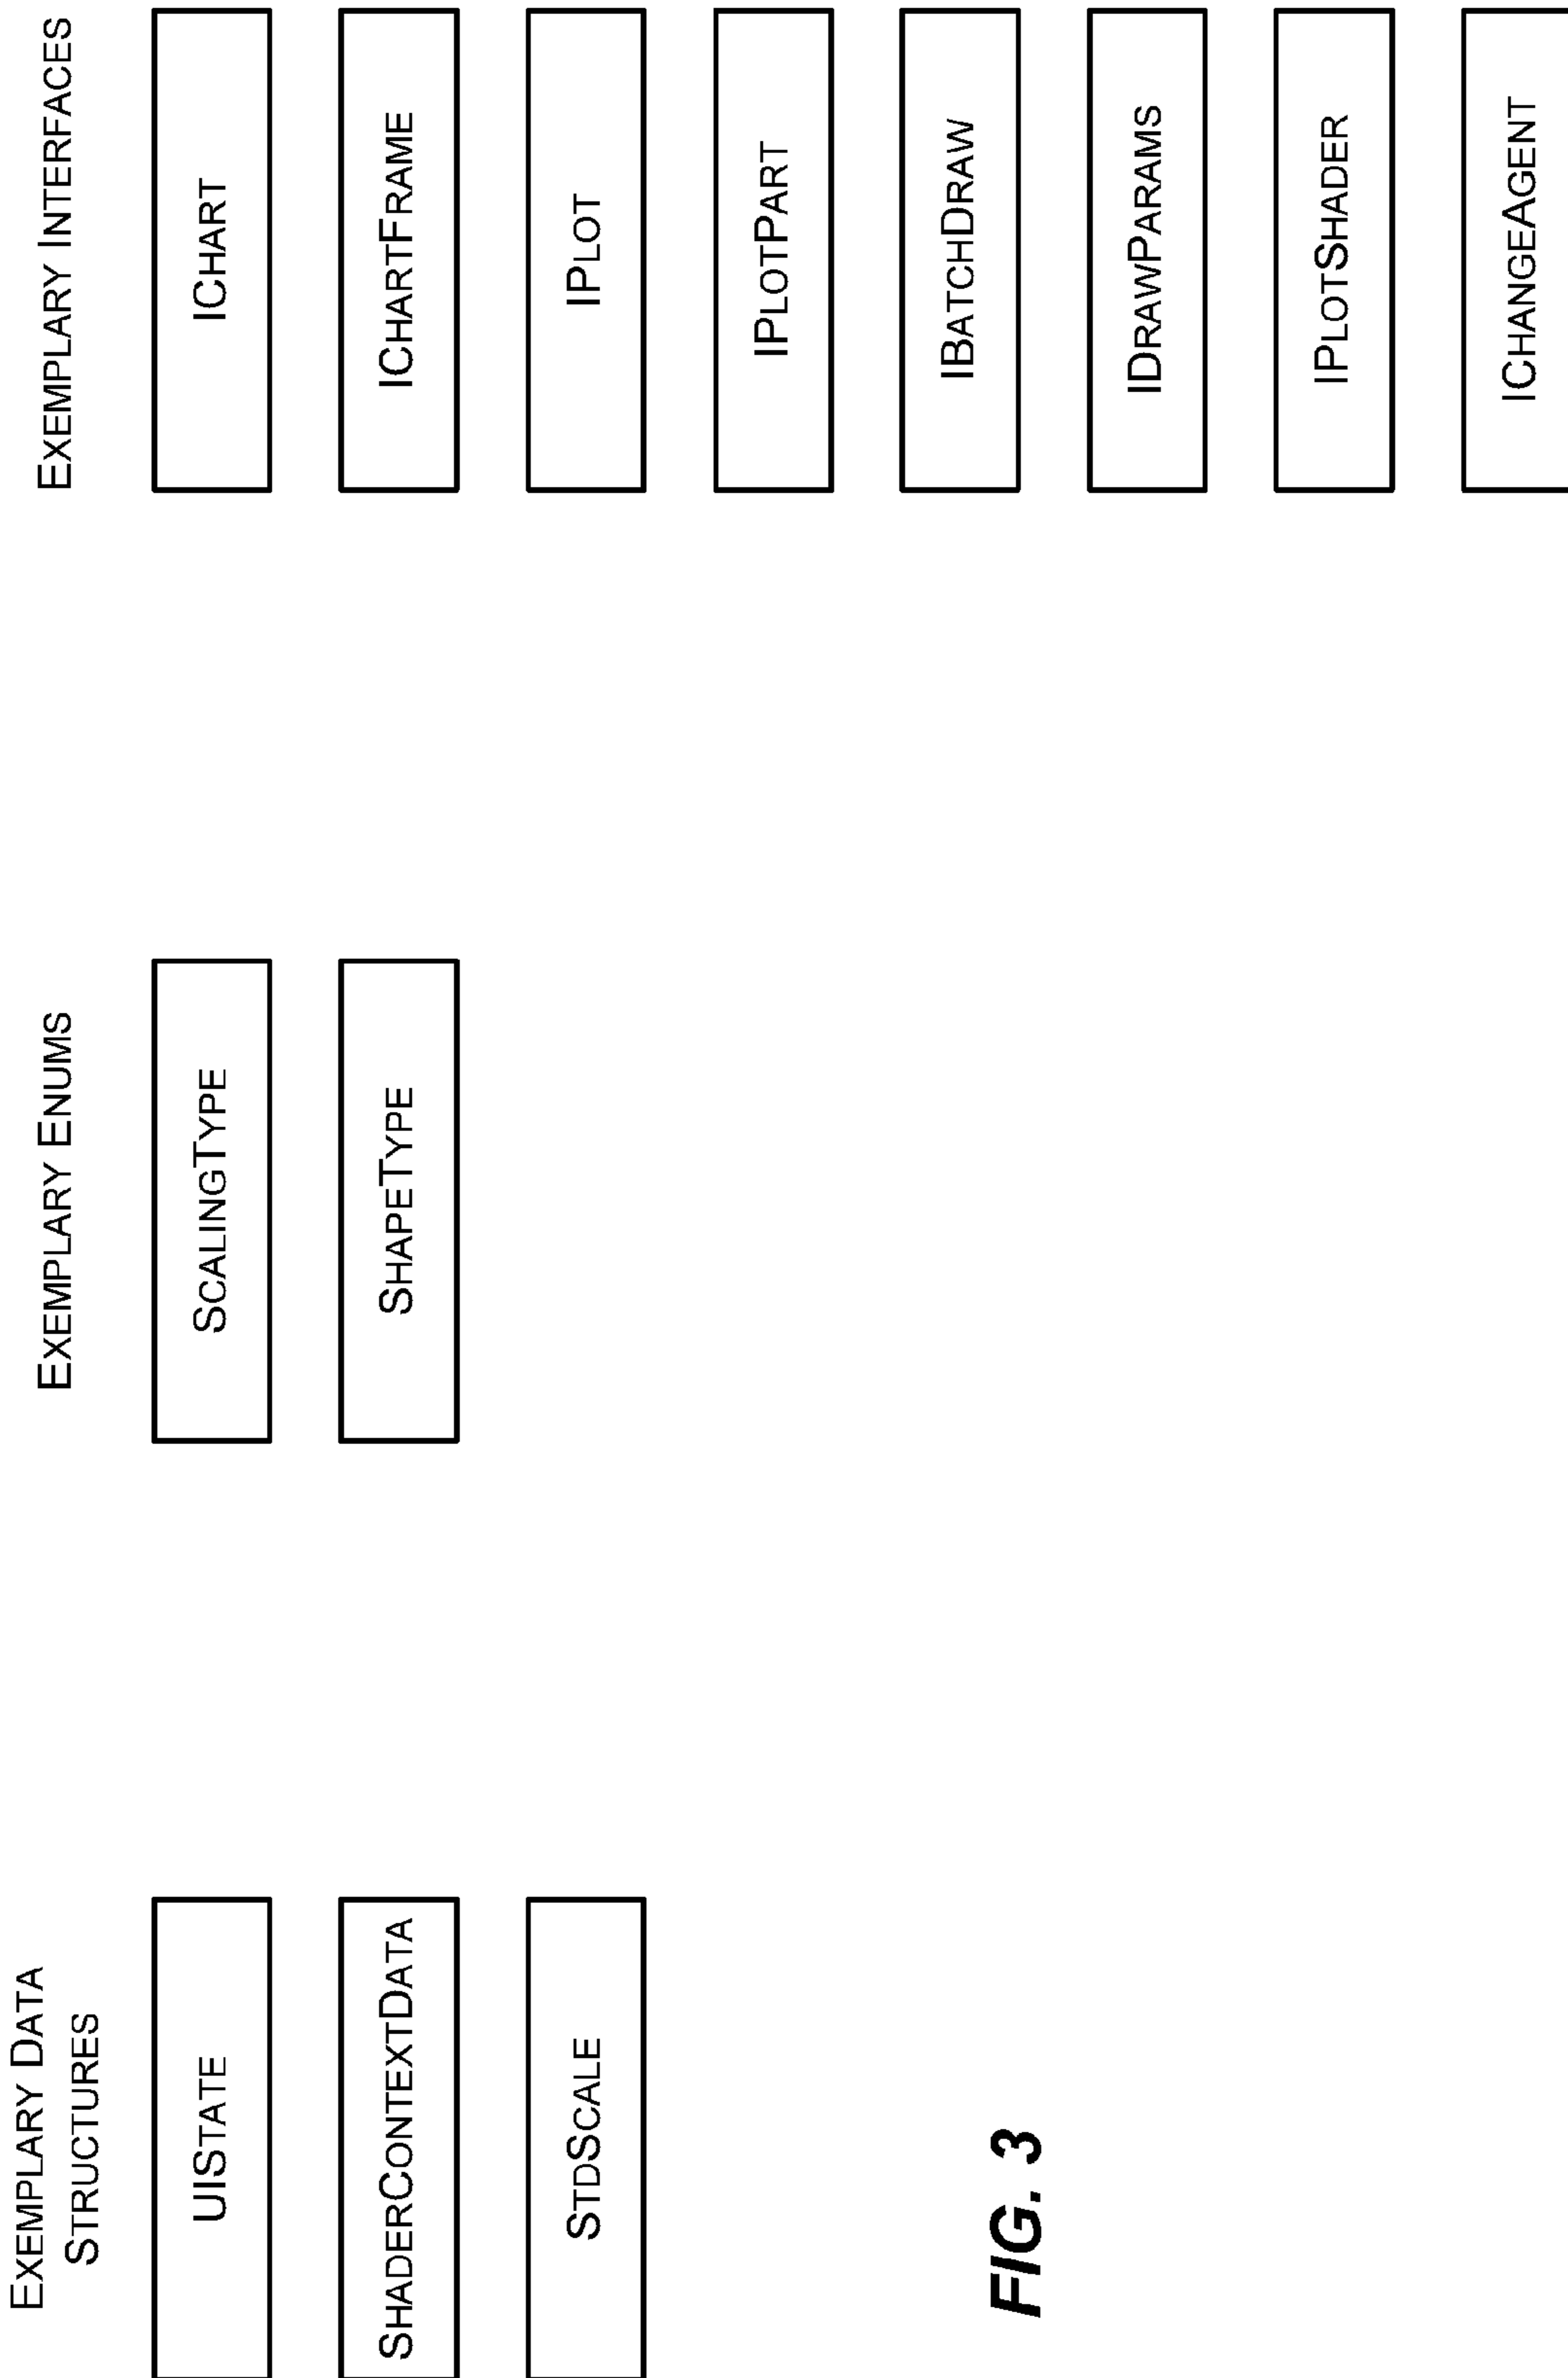 Exemplary Data
Structures
UIState
ShaderContextData
StdScale
Exemplary Enums
ScalingType
ShapeType
Exemplary Interfaces
IChart
IChartFrame
IPlot
IPlotPart
IBatchDraw
IDrawParams
IPlotShader
IChangeAgent
FIG. 3